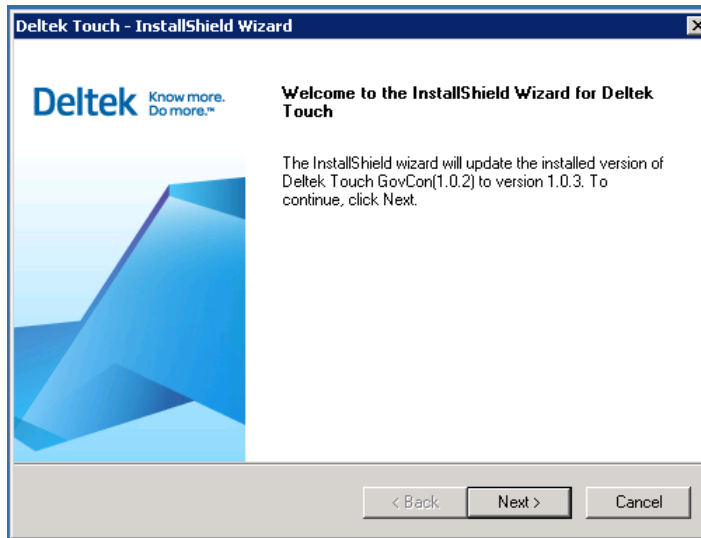 Deltek Touch - InstallShield Wizard
Deltek Know more.
Do more.™
Welcome to the InstallShield Wizard for Deltek
Touch
The InstallShield wizard will update the installed version of
Deltek Touch GovCon(1.0.2) to version 1.0.3. To
continue, click Next.
< Back
Next >
Cancel